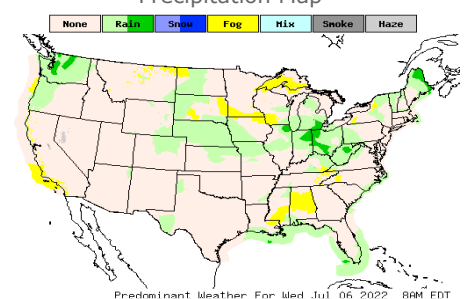 Precipitation Map
None Rain Snow Fog Mix Smoke Haze
Predominant Weather For Wed Jul 06 2022 8AM EDT